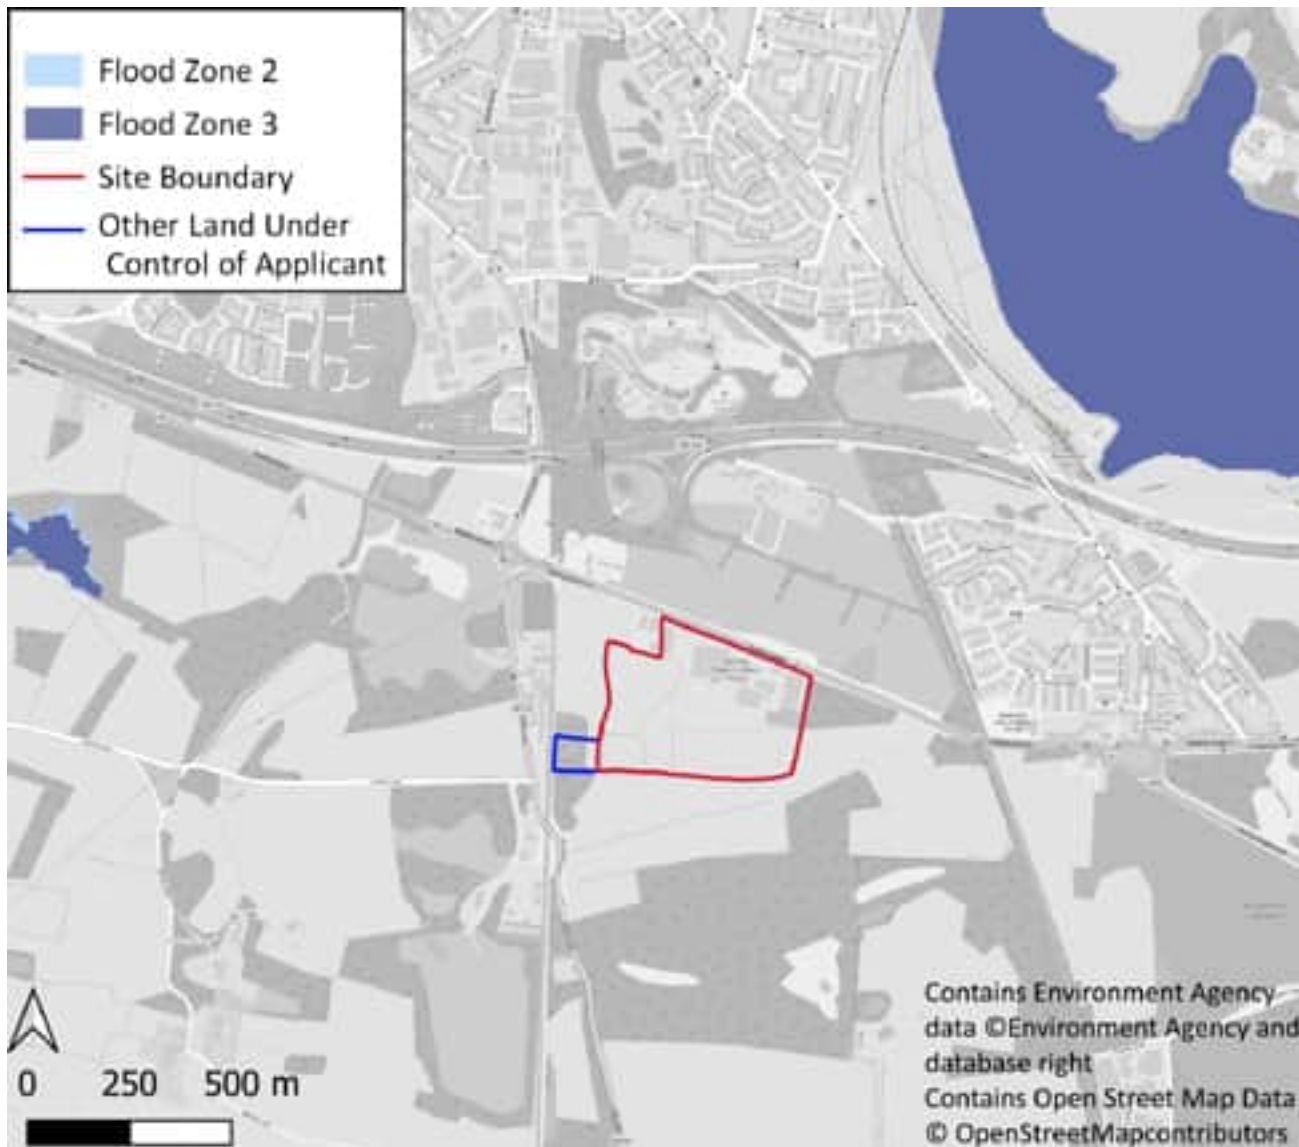 Flood Zone 2
Flood Zone 3
Site Boundary
Other Land Under
Control of Applicant
0 250 500 m
Contains Environment Agency
data ©Environment Agency and
database right
Contains Open Street Map Data
© OpenStreetMapcontributors